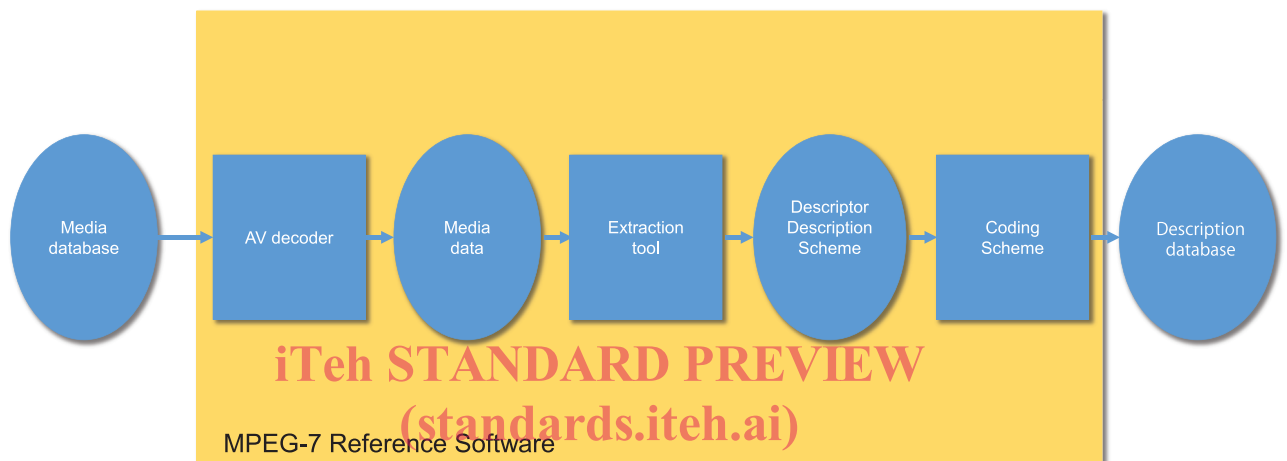 Media
database
AV decoder
Media
data
Extraction
tool
Descriptor
Description
Scheme
Coding
Scheme
Description
database
iTeh STANDARD PREVIEW
(standards.iteh.ai)
MPEG-7 Reference Software